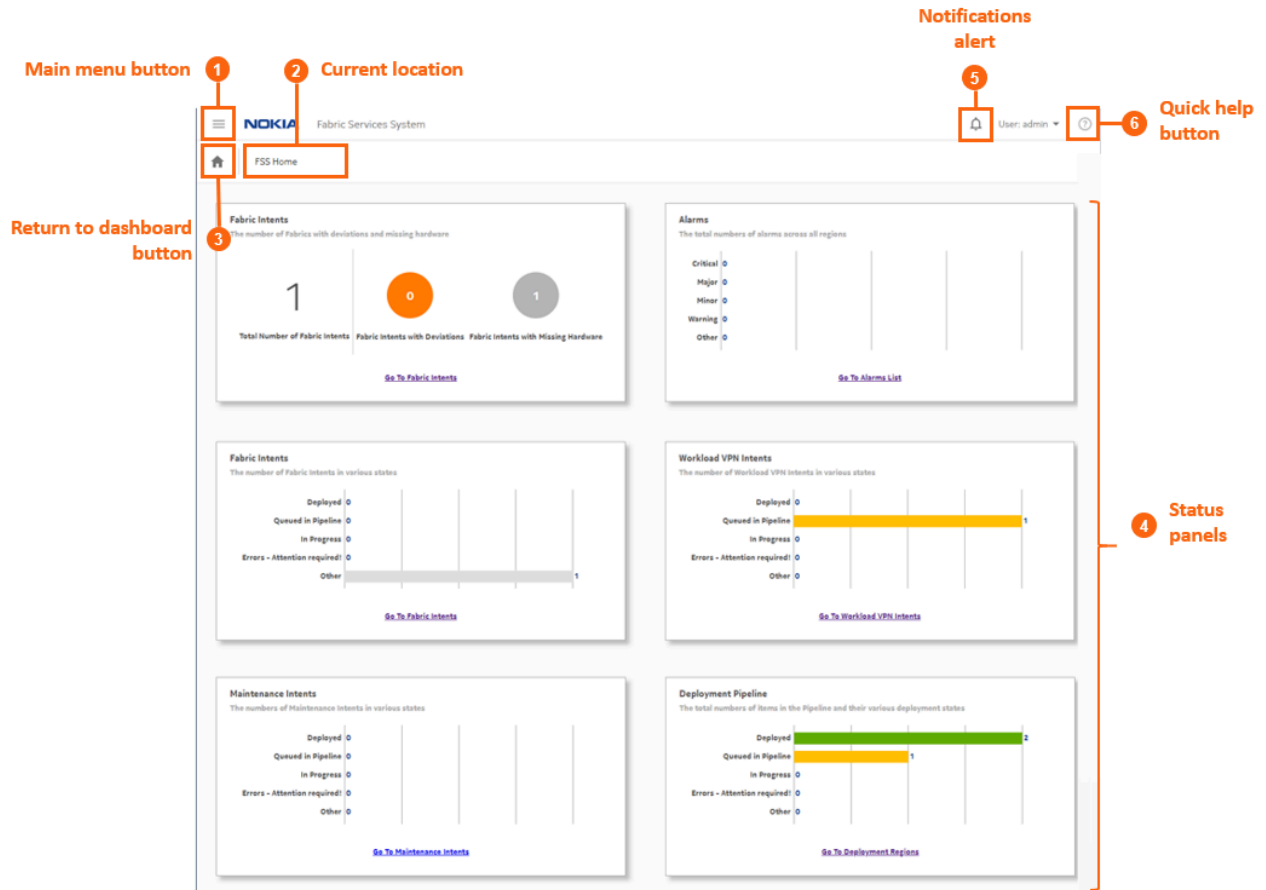 Notifications
alert
Main menu button 1
2 Current location
5
Quick help
button
6
NOKIA Fabric Services System
User: admin
FSS Home
Return to dashboard
button
3
Fabric Intents
The number of Fabrics with deviations and missing hardware
1
0
1
Total Number of Fabric Intents
Fabric Intents with Deviations
Fabric Intents with Missing Hardware
Go To Fabric Intents
Alarms
The total numbers of alarms across all regions
Critical 0
Major 0
Minor 0
Warning 0
Other 0
Go To Alarms List
Fabric Intents
The number of Fabric Intents in various states
Deployed 0
Queued in Pipeline 0
In Progress 0
Errors - Attention required! 0
Other 1
Go To Fabric Intents
Workload VPN Intents
The number of Workload VPN Intents in various states
Deployed 0
Queued in Pipeline 1
In Progress 0
Errors - Attention required! 0
Other 0
Go To Workload VPN Intents
4 Status
panels
Maintenance Intents
The numbers of Maintenance Intents in various states
Deployed 0
Queued in Pipeline 0
In Progress 0
Errors - Attention required! 0
Other 0
Go To Maintenance Intents
Deployment Pipeline
The total numbers of items in the Pipeline and their various deployment states
Deployed 2
Queued in Pipeline 1
In Progress 0
Errors - Attention required! 0
Other 0
Go To Deployment Regions